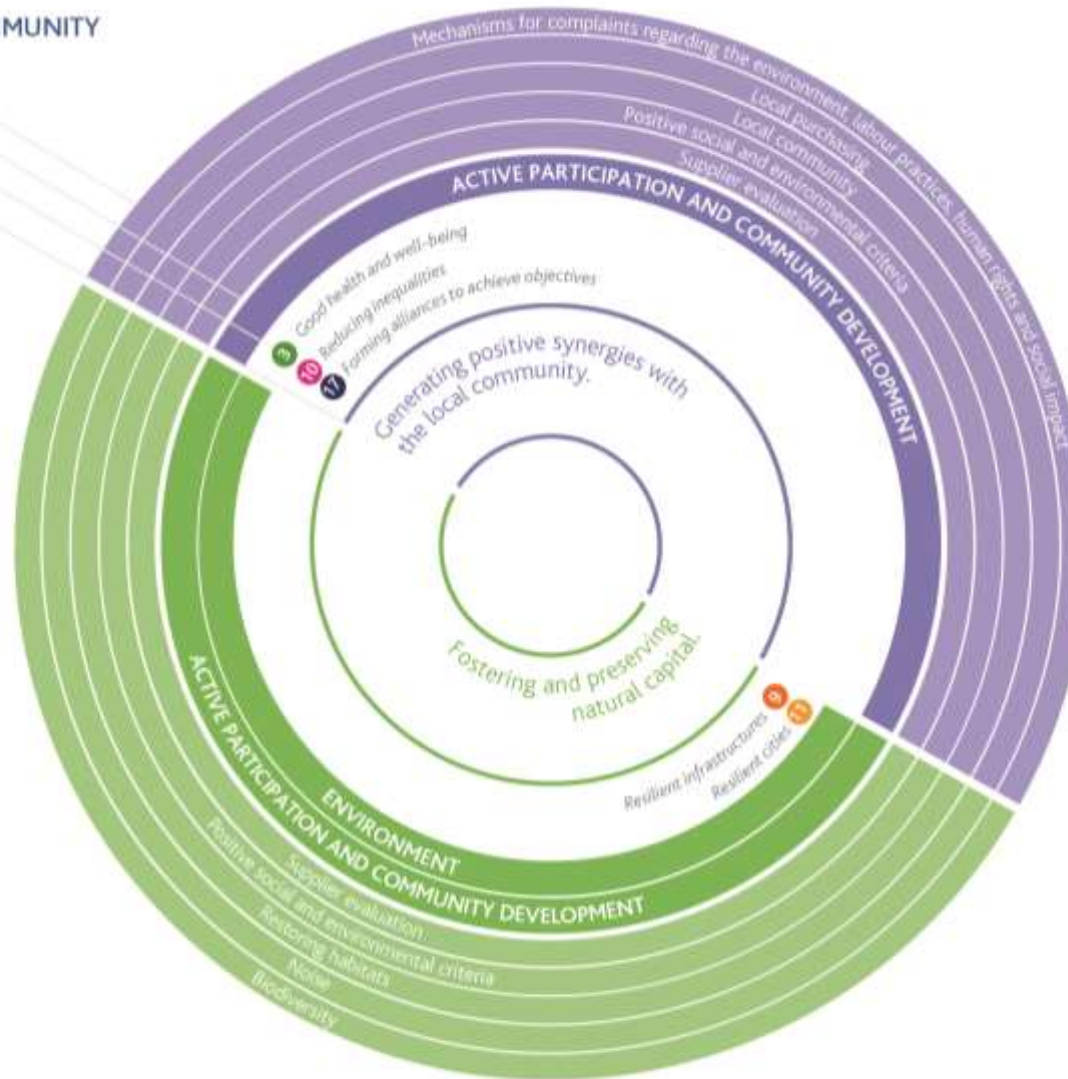 MUNITY
Mechanisms for complaints regarding the environment, labour practices, human rights and social impact
Local purchasing
Local community
Positive social and environmental criteria
Supplier evaluation
ACTIVE PARTICIPATION AND COMMUNITY DEVELOPMENT
3 Good health and well-being
10 Reducing inequalities
17 Forming alliances to achieve objectives
Generating positive synergies with
the local community.
Fostering and preserving
natural capital.
9 Resilient infrastructures
11 Resilient cities
ENVIRONMENT
ACTIVE PARTICIPATION AND COMMUNITY DEVELOPMENT
Supplier evaluation
Positive social and environmental criteria
Restoring habitats
Noise
Biodiversity